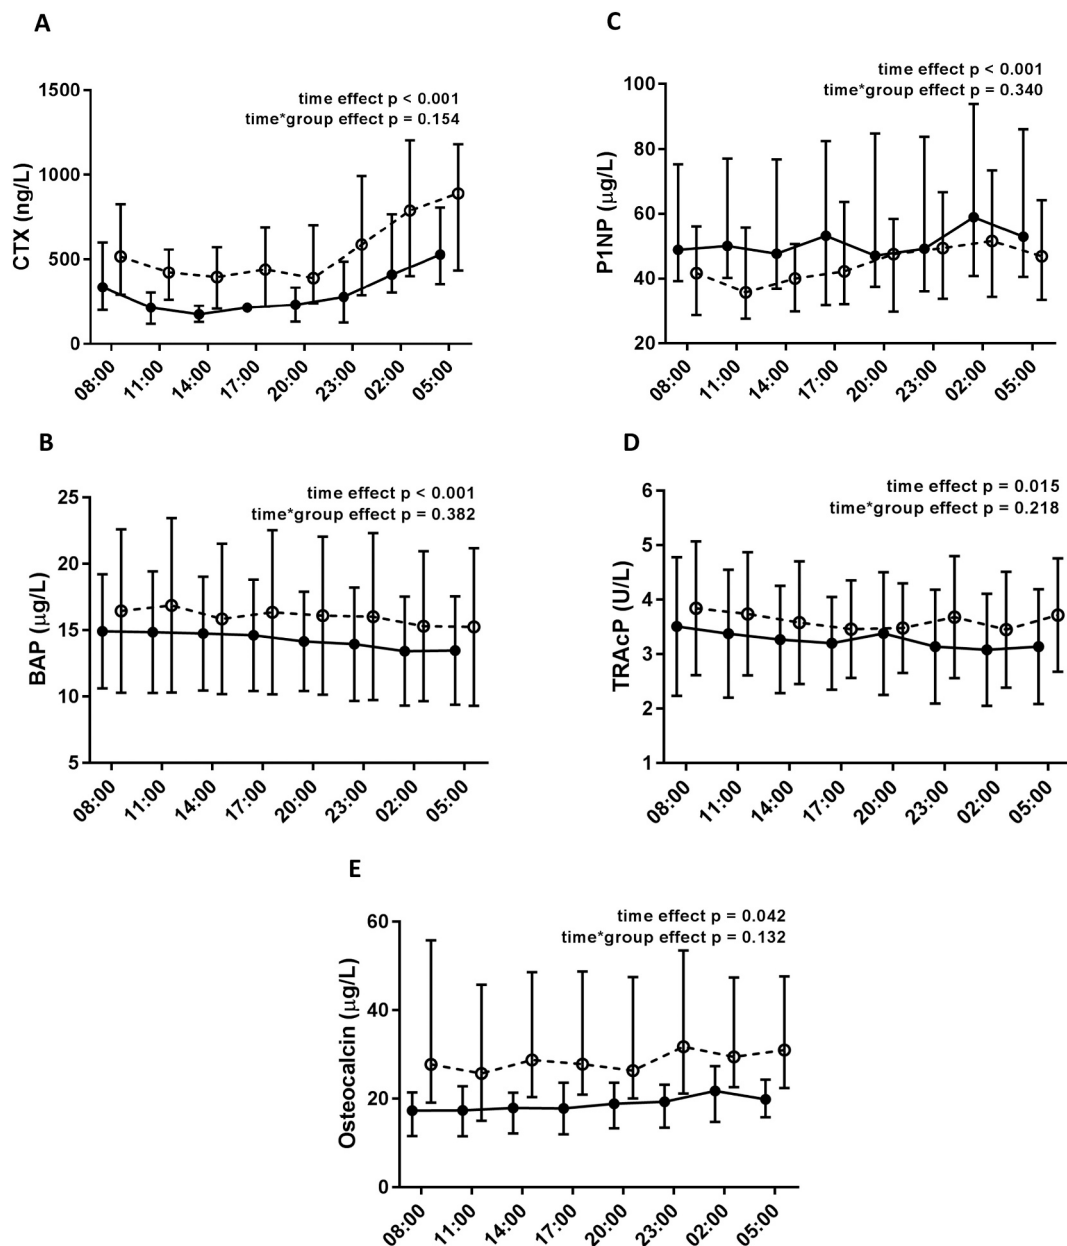 A
time effect p < 0.001
time*group effect p = 0.154
CTX (ng/L)
1500
1000
500
0
08:00 11:00 14:00 17:00 20:00 23:00 02:00 05:00
C
time effect p < 0.001
time*group effect p = 0.340
P1NP (µg/L)
100
80
60
40
20
08:00 11:00 14:00 17:00 20:00 23:00 02:00 05:00
B
time effect p < 0.001
time*group effect p = 0.382
BAP (µg/L)
25
20
15
10
5
08:00 11:00 14:00 17:00 20:00 23:00 02:00 05:00
D
time effect p = 0.015
time*group effect p = 0.218
TRAcP (U/L)
6
5
4
3
2
1
08:00 11:00 14:00 17:00 20:00 23:00 02:00 05:00
E
time effect p = 0.042
time*group effect p = 0.132
Osteocalcin (µg/L)
60
40
20
0
08:00 11:00 14:00 17:00 20:00 23:00 02:00 05:00